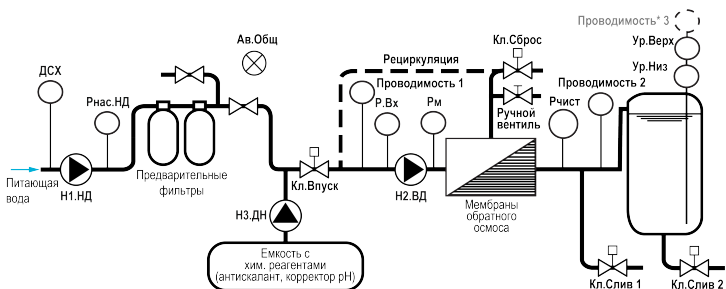 Проводимость* 3
Ав.Общ
Кл.Сброс
Ур.Верх
Рециркуляция
Ур.Низ
ДСХ
Проводимость 1
Проводимость 2
Рнас.НД
Р.Вх
Рм
Ручной
вентиль
Рчист
Питающая
вода
Н1.НД
Предварительные
фильтры
Кл.Впуск
Н2.ВД
Мембраны
обратного
осмоса
Н3.ДН
Емкость с
хим. реагентами
(антискалант, корректор рН)
Кл.Слив 1
Кл.Слив 2